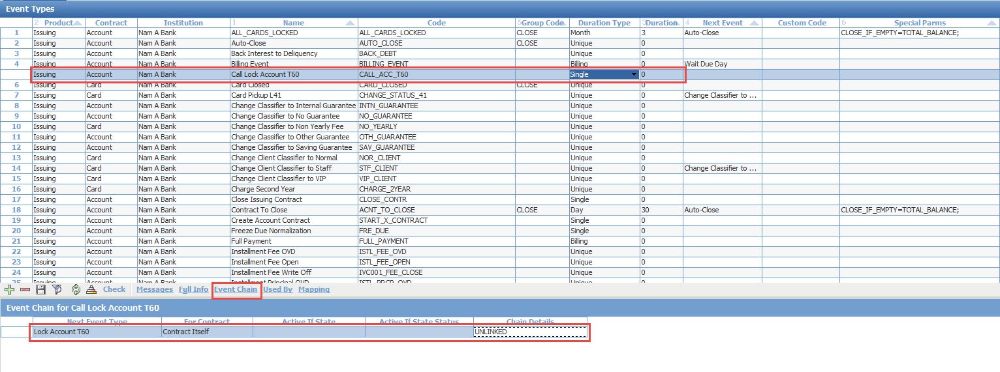 Event Types
2 Product Contract Institution 1 Name Code 5 Group Code Duration Type 3 Duration 4 Next Event Custom Code 6 Special Parms
1 Issuing Account Nam A Bank ALL_CARDS_LOCKED ALL_CARDS_LOCKED CLOSE Month 3 Auto-Close CLOSE_IF_EMPTY=TOTAL_BALANCE;
2 Issuing Account Nam A Bank Auto-Close AUTO_CLOSE CLOSE Unique 0
3 Issuing Account Nam A Bank Back Interest to Deliquency BACK_DEBT Unique 0
4 Issuing Account Nam A Bank Billing Event BILLING_EVENT Billing 0 Wait Due Day
Issuing Account Nam A Bank Call Lock Account T60 CALL_ACC_T60 Single 0
6 Issuing Card Nam A Bank Card Closed CARD_CLOSED CLOSE Unique 0
7 Issuing Card Nam A Bank Card Pickup L41 CHANGE_STATUS_41 Unique 0 Change Classifier to ...
8 Issuing Account Nam A Bank Change Classifier to Internal Guarantee INTN_GUARANTEE Unique 0
9 Issuing Account Nam A Bank Change Classifier to No Guarantee NO_GUARANTEE Unique 0
10 Issuing Card Nam A Bank Change Classifier to Non Yearly Fee NO_YEARLY Unique 0
11 Issuing Account Nam A Bank Change Classifier to Other Guarantee OTH_GUARANTEE Unique 0
12 Issuing Account Nam A Bank Change Classifier to Saving Guarantee SAV_GUARANTEE Unique 0
13 Issuing Card Nam A Bank Change Client Classifier to Normal NOR_CLIENT Unique 0
14 Issuing Card Nam A Bank Change Client Classifier to Staff STF_CLIENT Unique 0 Change Classifier to ...
15 Issuing Card Nam A Bank Change Client Classifier to VIP VIP_CLIENT Unique 0
16 Issuing Card Nam A Bank Charge Second Year CHARGE_2YEAR Unique 0
17 Issuing Account Nam A Bank Close Issuing Contract CLOSE_CONTR Single 0
18 Issuing Account Nam A Bank Contract To Close ACNT_TO_CLOSE CLOSE Day 30 Auto-Close CLOSE_IF_EMPTY=TOTAL_BALANCE;
19 Issuing Account Nam A Bank Create Account Contract START_X_CONTRACT Single 0
20 Issuing Account Nam A Bank Freeze Due Normalization FRE_DUE Single 0
21 Issuing Account Nam A Bank Full Payment FULL_PAYMENT Billing 0
22 Issuing Account Nam A Bank Installment Fee OVD ISTL_FEE_OVD Unique 0
23 Issuing Account Nam A Bank Installment Fee Open ISTL_FEE_OPEN Unique 0
24 Issuing Account Nam A Bank Installment Fee Write Off IVC001_FEE_CLOSE Unique 0
25 Issuing Account Nam A Bank Installment Principal OVD ISTL_PRCP_OVD Unique 0
Check Messages Full Info Event Chain Used By Mapping
Event Chain for Call Lock Account T60
Next Event Type For Contract Active If State Active If State Status Chain Details
Lock Account T60 Contract Itself UNLINKED